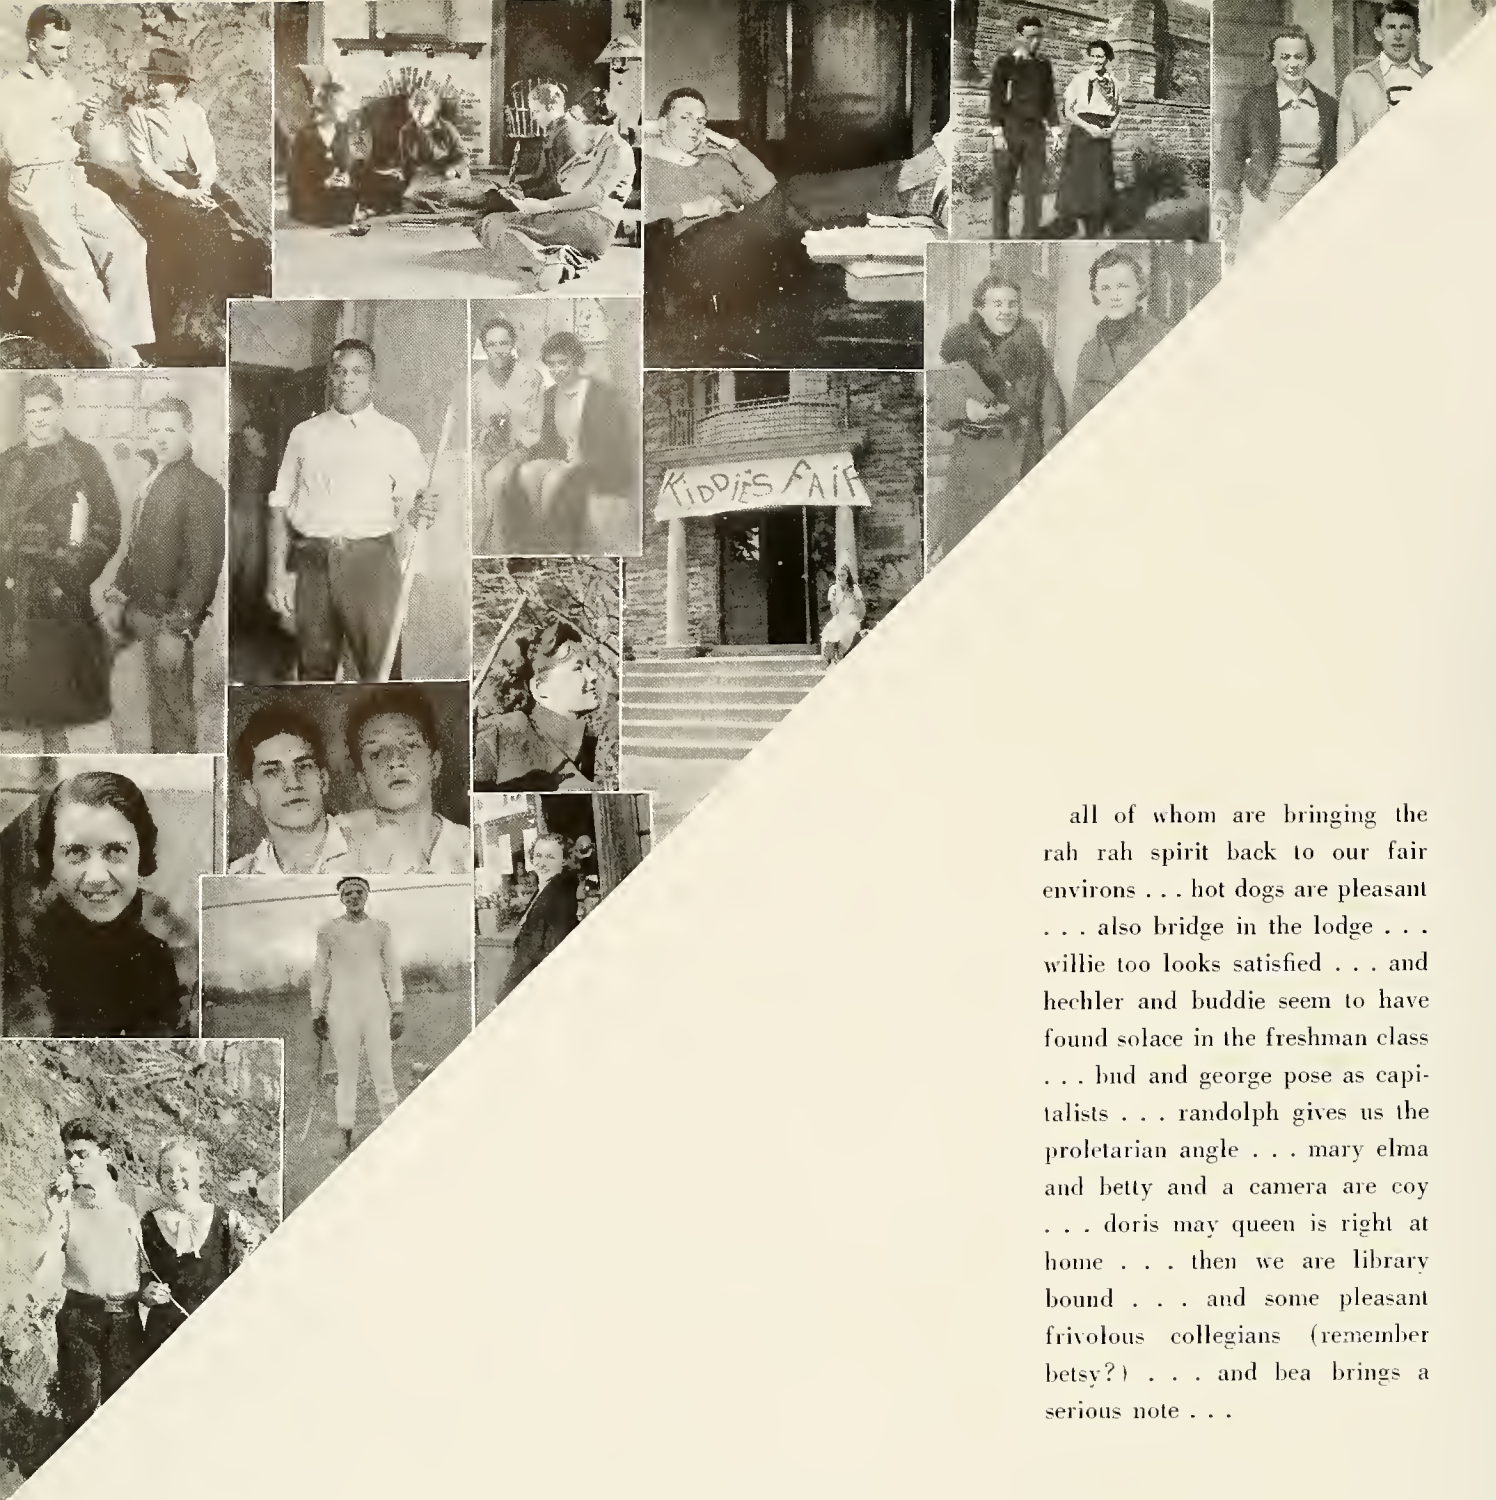 KIDDIES FAIR
all of whom are bringing the
rah rah spirit back to our fair
environs . . . hot dogs are pleasant
. . . also bridge in the lodge . . .
willie too looks satisfied . . . and
hechler and buddie seem to have
found solace in the freshman class
. . . bud and george pose as capi-
talists . . . randolph gives us the
proletarian angle . . . mary elma
and betty and a camera are coy
. . . doris may queen is right at
home . . . then we are library
bound . . . and some pleasant
frivolous collegians (remember
betsy?) . . . and bea brings a
serious note . . .